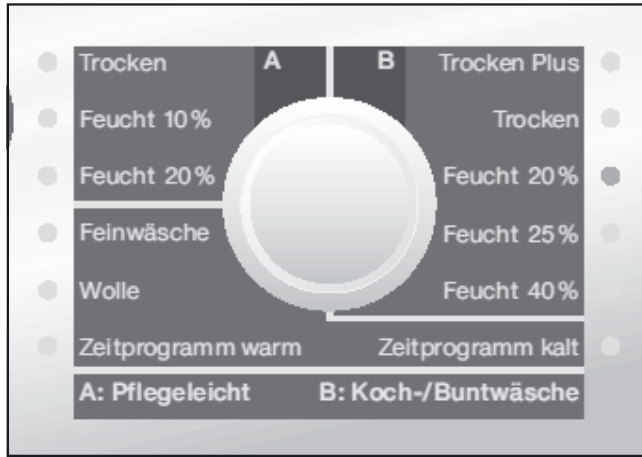 Trocken A B Trocken Plus
Feucht 10% Trocken
Feucht 20% Feucht 20%
Feinwäsche Feucht 25%
Wolle Feucht 40%
Zeitprogramm warm Zeitprogramm kalt
A: Pflegeleicht B: Koch-/Buntwäsche